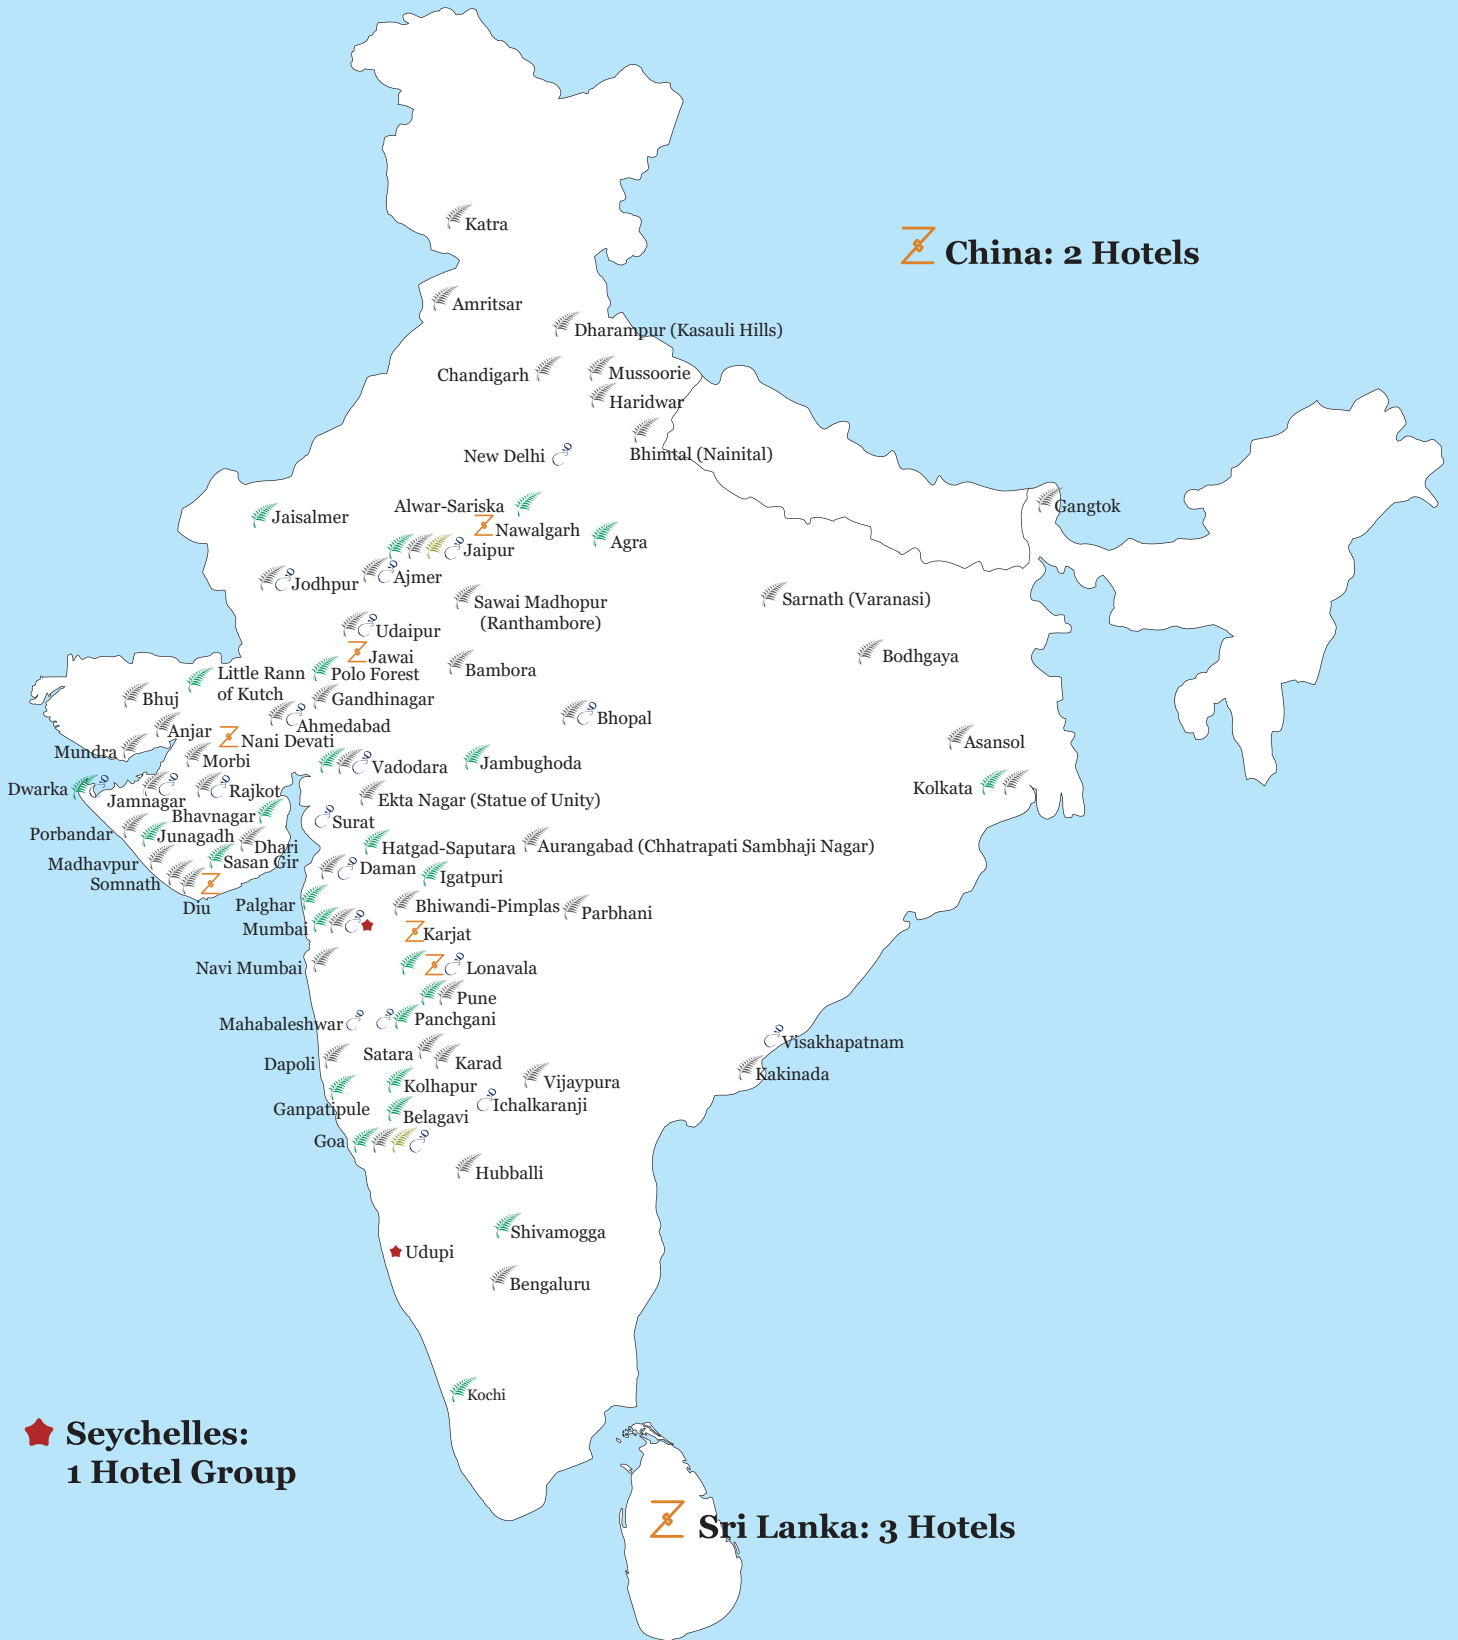 Katra
China: 2 Hotels
Amritsar
Dharampur (Kasauli Hills)
Chandigarh
Mussoorie
Haridwar
New Delhi
Bhimtal (Nainital)
Alwar-Sariska
Gangtok
Jaisalmer
Nawalgarh
Agra
Jaipur
Jodhpur
Ajmer
Sawai Madhopur
(Ranthambore)
Sarnath (Varanasi)
Udaipur
Jawai
Bodhgaya
Little Rann
of Kutch
Polo Forest
Bambora
Bhuj
Gandhinagar
Bhopal
Anjar
Ahmedabad
Nani Devati
Asansol
Mundra
Morbi
Vadodara
Jambughoda
Dwarka
Jamnagar
Rajkot
Kolkata
Ekta Nagar (Statue of Unity)
Bhavnagar
Surat
Porbandar
Junagadh
Dhari
Hatgad-Saputara
Aurangabad (Chhatrapati Sambhaji Nagar)
Madhavpur
Sasan Gir
Daman
Igatpuri
Somnath
Diu
Palghar
Bhiwandi-Pimplas
Parbhani
Mumbai
Karjat
Navi Mumbai
Lonavala
Pune
Mahabaleshwar
Panchgani
Visakhapatnam
Dapoli
Satara
Karad
Kakinada
Kolhapur
Vijaypura
Ganpatipule
Belagavi
Ichalkaranji
Goa
Hubballi
Shivamogga
Udupi
Bengaluru
Kochi
Seychelles:
1 Hotel Group
Sri Lanka: 3 Hotels